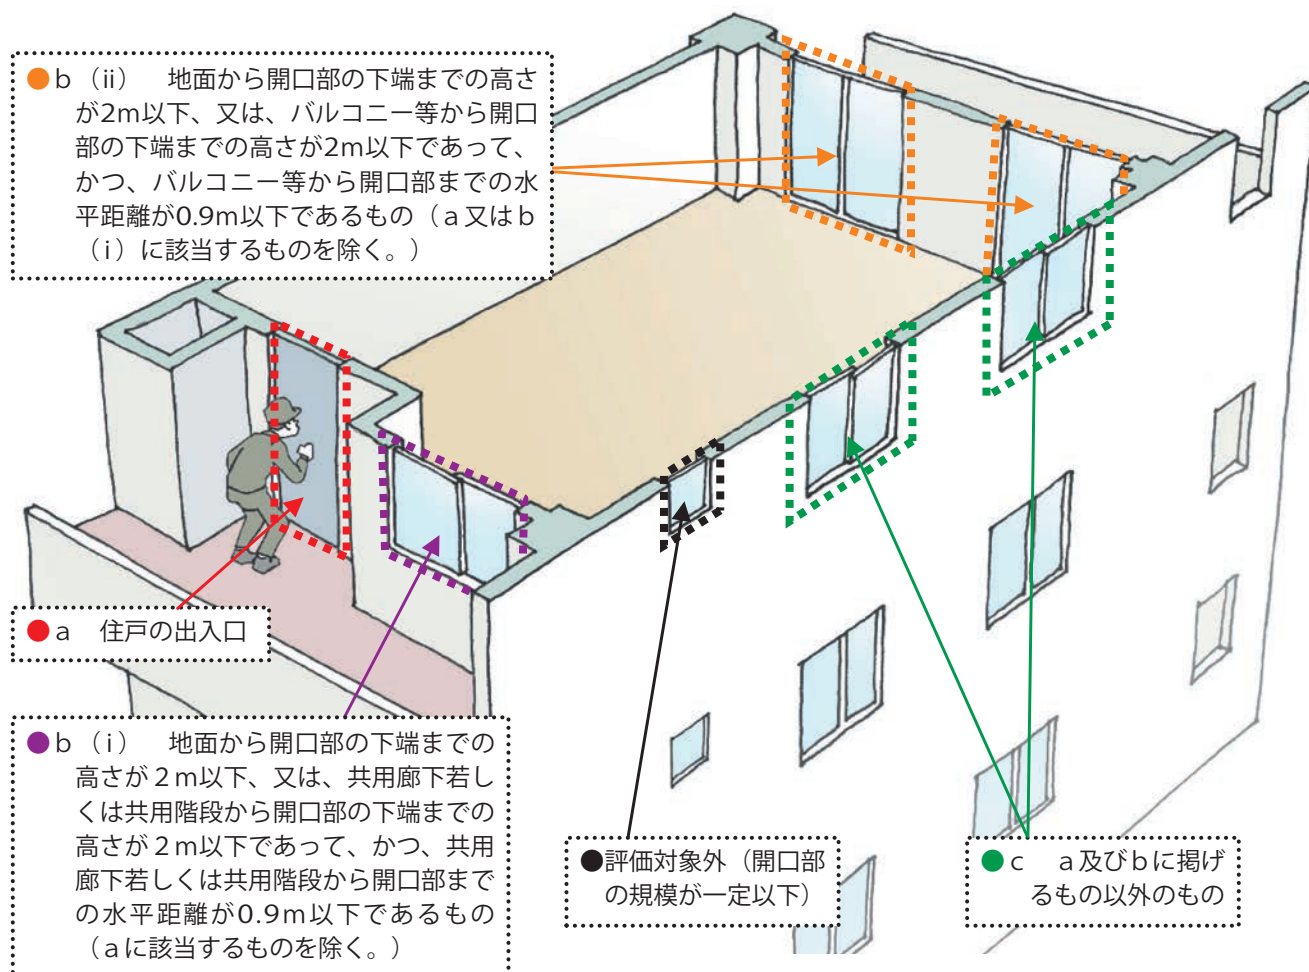 ●b（ii） 地面から開口部の下端までの高さ
が2m以下、又は、バルコニー等から開口
部の下端までの高さが2m以下であって、
かつ、バルコニー等から開口部までの水
平距離が0.9m以下であるもの（a又はb
（i）に該当するものを除く。）
●a 住戸の出入口
●b（i） 地面から開口部の下端までの
高さが2m以下、又は、共用廊下若し
くは共用階段から開口部の下端までの
高さが2m以下であって、かつ、共用
廊下若しくは共用階段から開口部まで
の水平距離が0.9m以下であるもの
（aに該当するものを除く。）
●評価対象外（開口部
の規模が一定以下）
●c a及びbに掲げ
るもの以外のもの